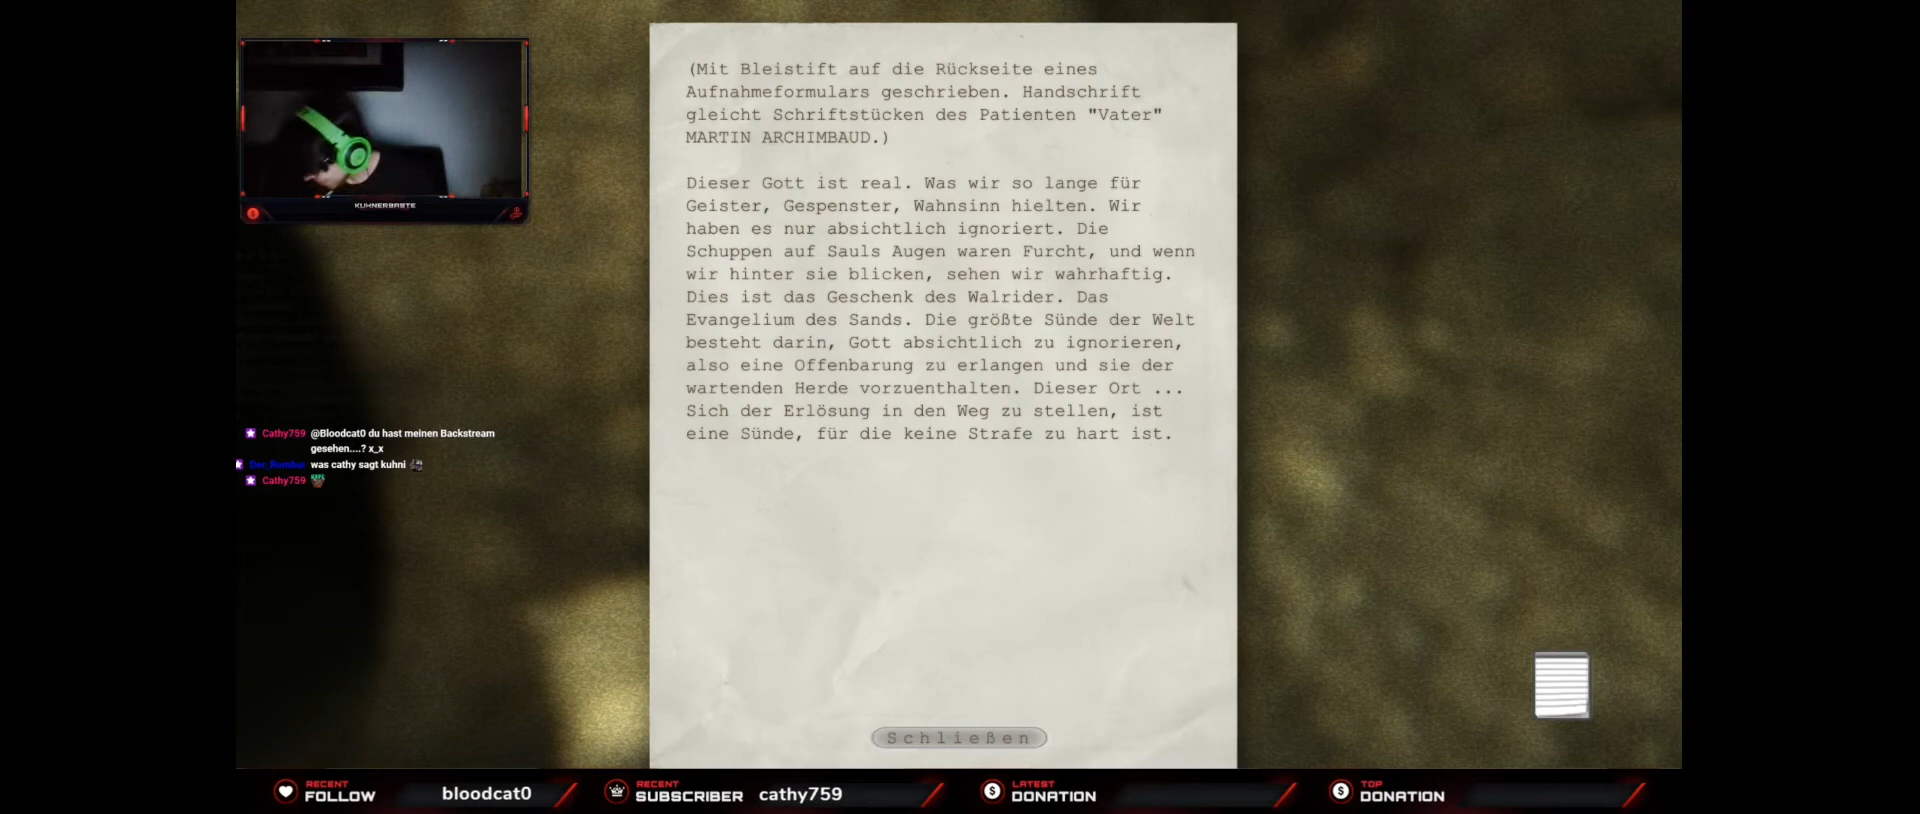 (Mit Bleistift auf die Rückseite eines
Aufnahmeformulars geschrieben. Handschrift
gleicht Schriftstücken des Patienten "Vater"
MARTIN ARCHIMBAUD.)
Dieser Gott ist real. Was wir so lange für
Geister, Gespenster, Wahnsinn hielten. Wir
haben es nur absichtlich ignoriert. Die
Schuppen auf Sauls Augen waren Furcht, und wenn
wir hinter sie blicken, sehen wir wahrhaftig.
Dies ist das Geschenk des Walrider. Das
Evangelium des Sands. Die größte Sünde der Welt
besteht darin, Gott absichtlich zu ignorieren,
also eine Offenbarung zu erlangen und sie der
wartenden Herde vorzuenthalten. Dieser Ort ...
Sich der Erlösung in den Weg zu stellen, ist
eine Sünde, für die keine Strafe zu hart ist.
Schließen
KUHNERBASTE
Cathy759 @Bloodcat0 du hast meinen Backstream
gesehen....? x_x
was cathy sagt kuhni
Cathy759
RECENT
FOLLOW bloodcat0
RECENT
SUBSCRIBER cathy759
LATEST
DONATION
TOP
DONATION